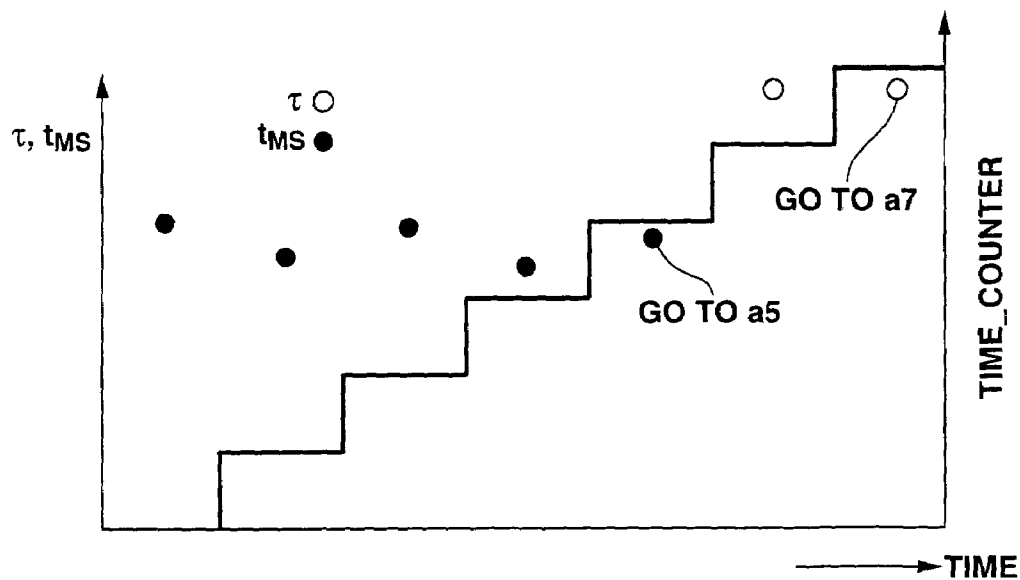 τ
τ, tMS
tMS
GO TO a7
GO TO a5
TIME_COUNTER
TIME